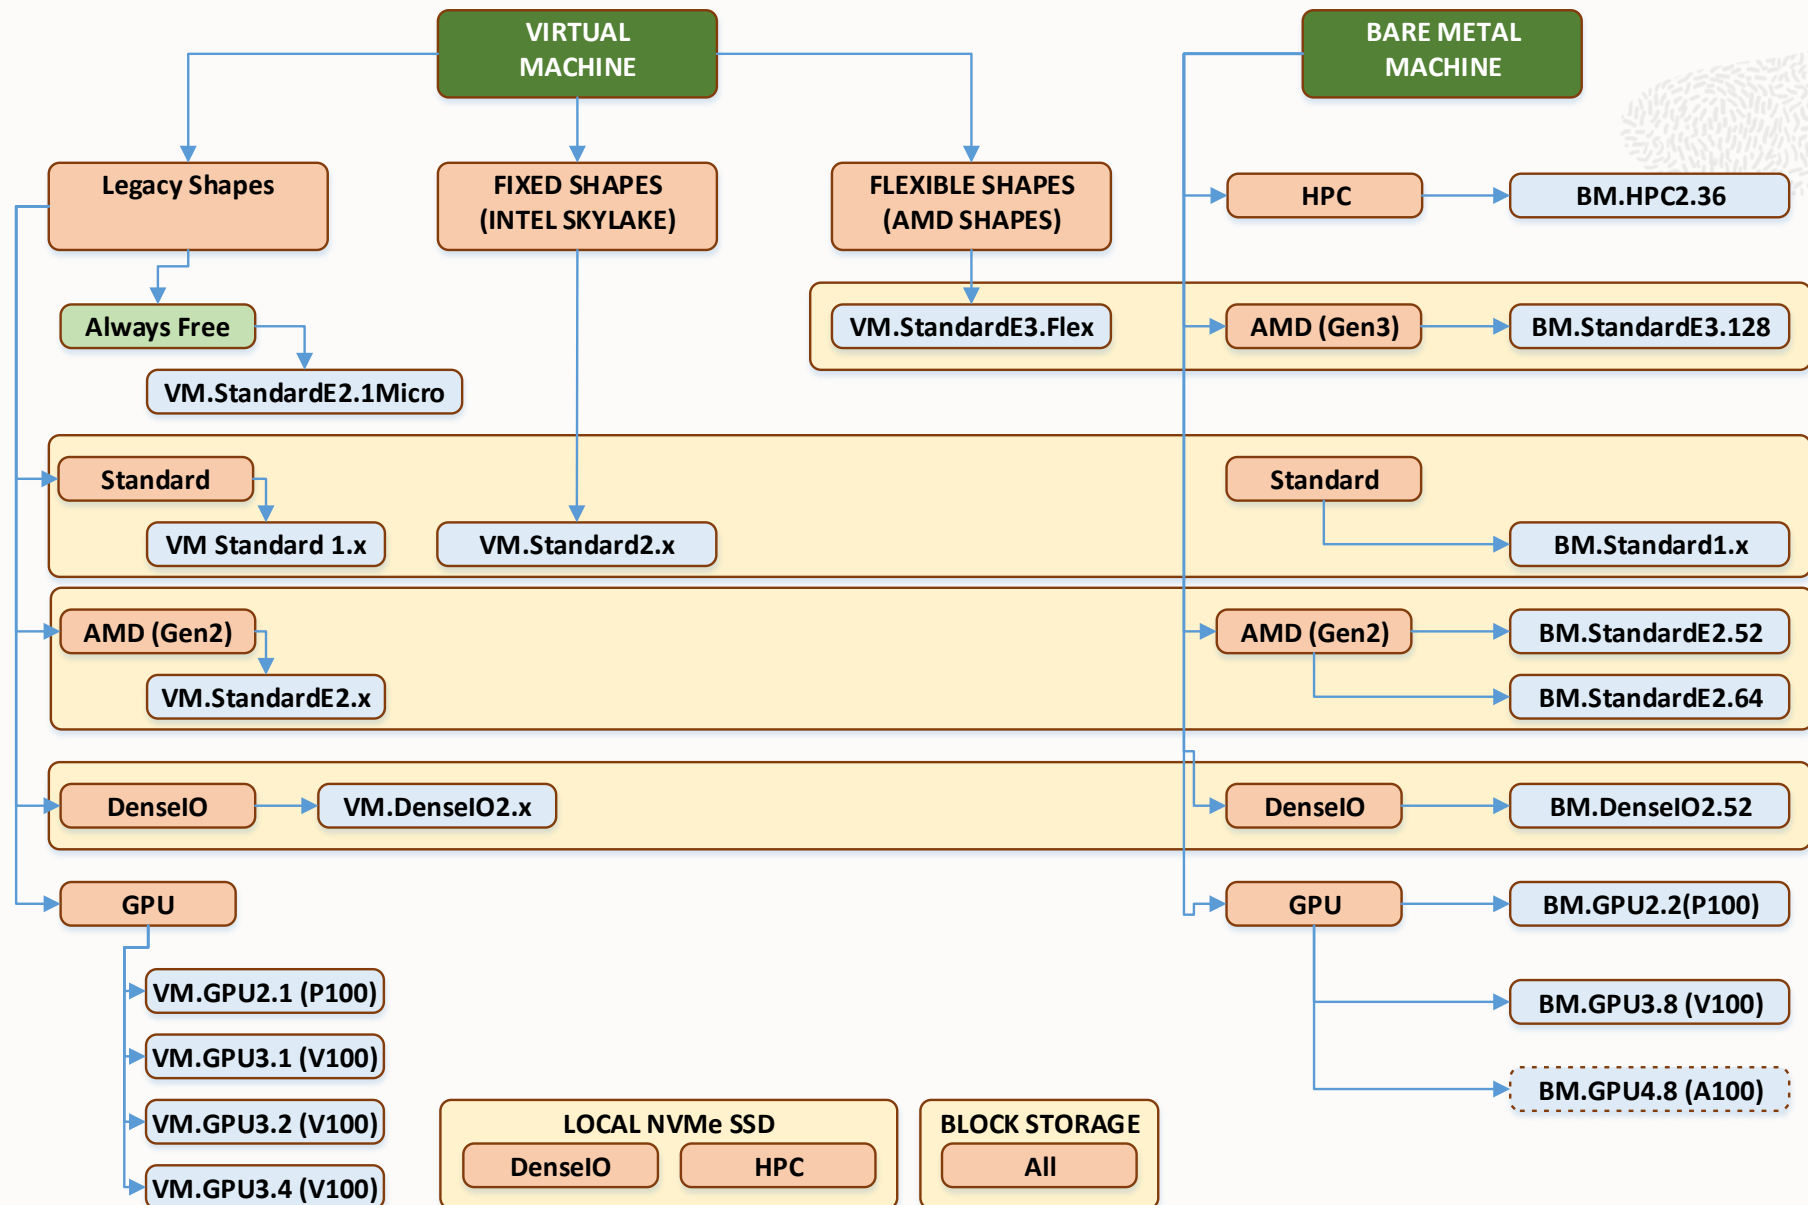 VIRTUAL
MACHINE
BARE METAL
MACHINE
Legacy Shapes
FIXED SHAPES
(INTEL SKYLAKE)
FLEXIBLE SHAPES
(AMD SHAPES)
HPC
BM.HPC2.36
Always Free
VM.StandardE3.Flex
AMD (Gen3)
BM.StandardE3.128
VM.StandardE2.1Micro
Standard
Standard
VM Standard 1.x
VM.Standard2.x
BM.Standard1.x
AMD (Gen2)
AMD (Gen2)
BM.StandardE2.52
VM.StandardE2.x
BM.StandardE2.64
DenseIO
VM.DenseIO2.x
DenseIO
BM.DenseIO2.52
GPU
GPU
BM.GPU2.2(P100)
VM.GPU2.1 (P100)
BM.GPU3.8 (V100)
VM.GPU3.1 (V100)
BM.GPU4.8 (A100)
VM.GPU3.2 (V100)
VM.GPU3.4 (V100)
LOCAL NVMe SSD
DenseIO
HPC
BLOCK STORAGE
All